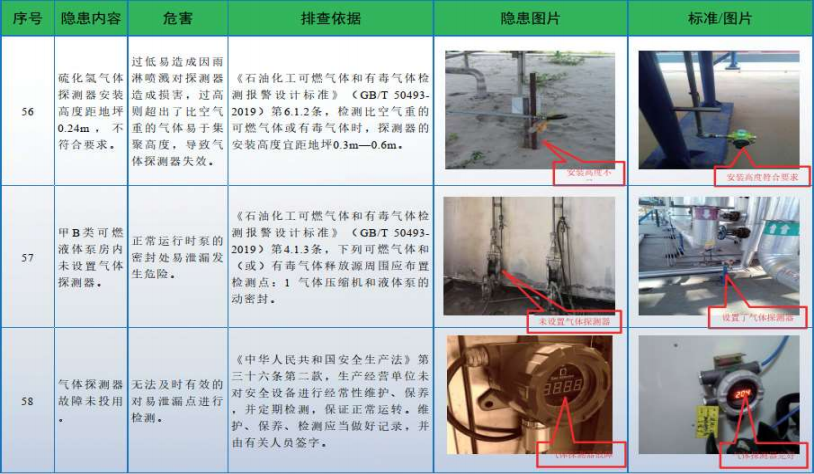 序号 隐患内容 危害 排查依据 隐患图片 标准/图片
56
硫化氢气体
探测器安装
高度距地坪
0.24m，不
符合要求。
过低易造成因雨
淋喷溅对探测器
造成损害，过高
则超出了比空气
重的气体易于集
聚高度，导致气
体探测器失效。
《石油化工可燃气体和有毒气体检
测报警设计标准》（GB/T 50493-
2019）第6.1.2条，检测比空气重的
可燃气体或有毒气体时，探测器的
安装高度宜距地坪0.3m—0.6m。
安装高度不
安装高度符合要求
57
甲B类可燃
液体泵房内
未设置气体
探测器。
正常运行时泵的
密封处易泄漏发
生危险。
《石油化工可燃气体和有毒气体检
测报警设计标准》（GB/T 50493-
2019）第4.1.3条，下列可燃气体和
（或）有毒气体释放源周围应布置
检测点：1 气体压缩机和液体泵的
动密封。
未设置气体探测器
设置了气体探测器
58
气体探测器
故障未投用
。
无法及时有效的
对易泄漏点进行
检测。
《中华人民共和国安全生产法》第
三十六条第二款，生产经营单位未
对安全设备进行经常性维护、保养
，并定期检测，保证正常运转。维
护、保养、检测应当做好记录，并
由有关人员签字。
气体探测器故障
204
气体探测器完好